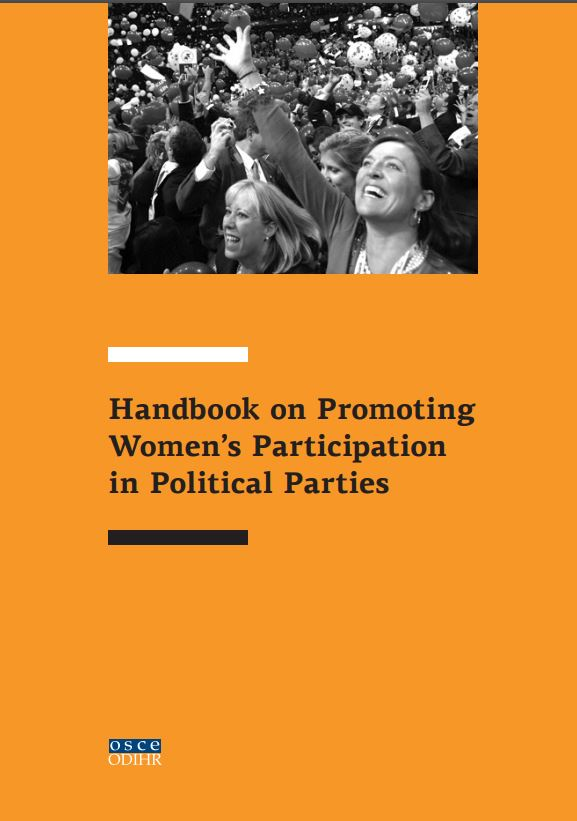 Handbook on Promoting
Women’s Participation
in Political Parties
osce
ODIHR